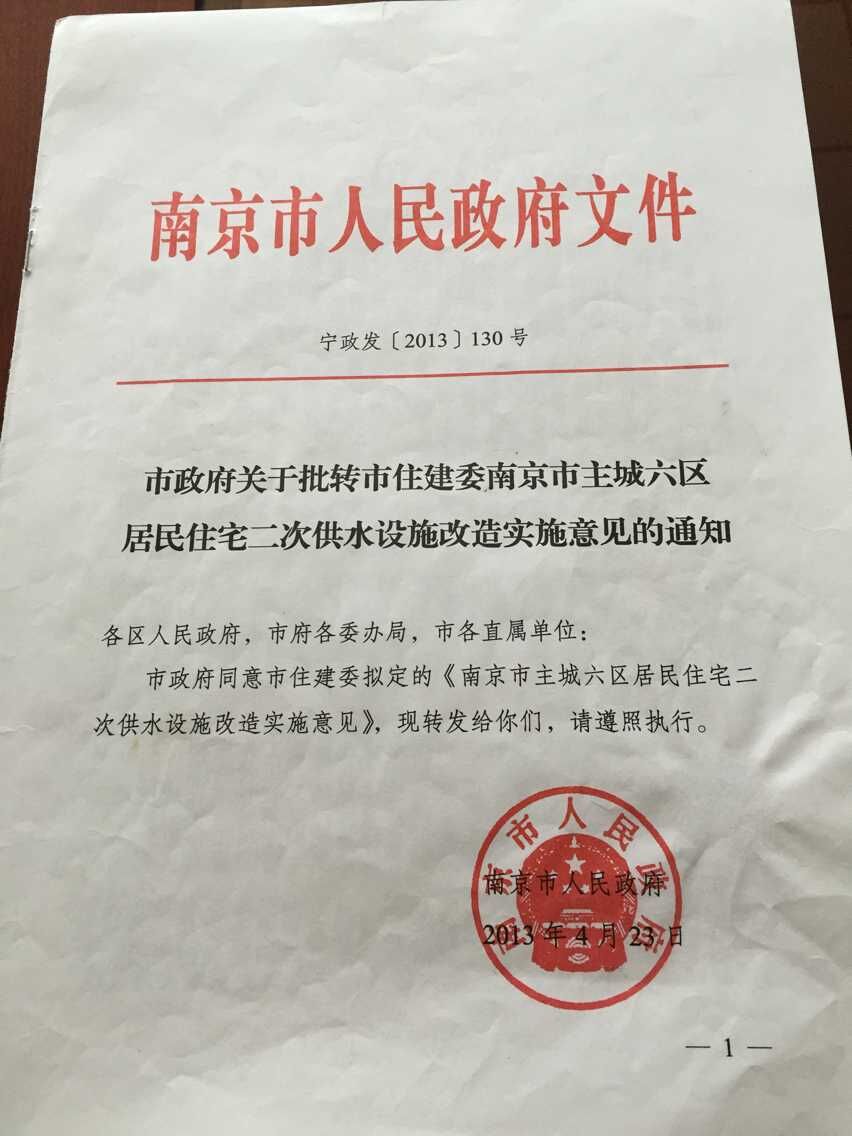 南京市人民政府文件
宁政发〔2013〕130号
市政府关于批转市住建委南京市主城六区
居民住宅二次供水设施改造实施意见的通知
各区人民政府，市府各委办局，市各直属单位：
市政府同意市住建委拟定的《南京市主城六区居民住宅二
次供水设施改造实施意见》，现转发给你们，请遵照执行。
南京市人民政府
南京市人民政府
2013年4月23日
— 1 —